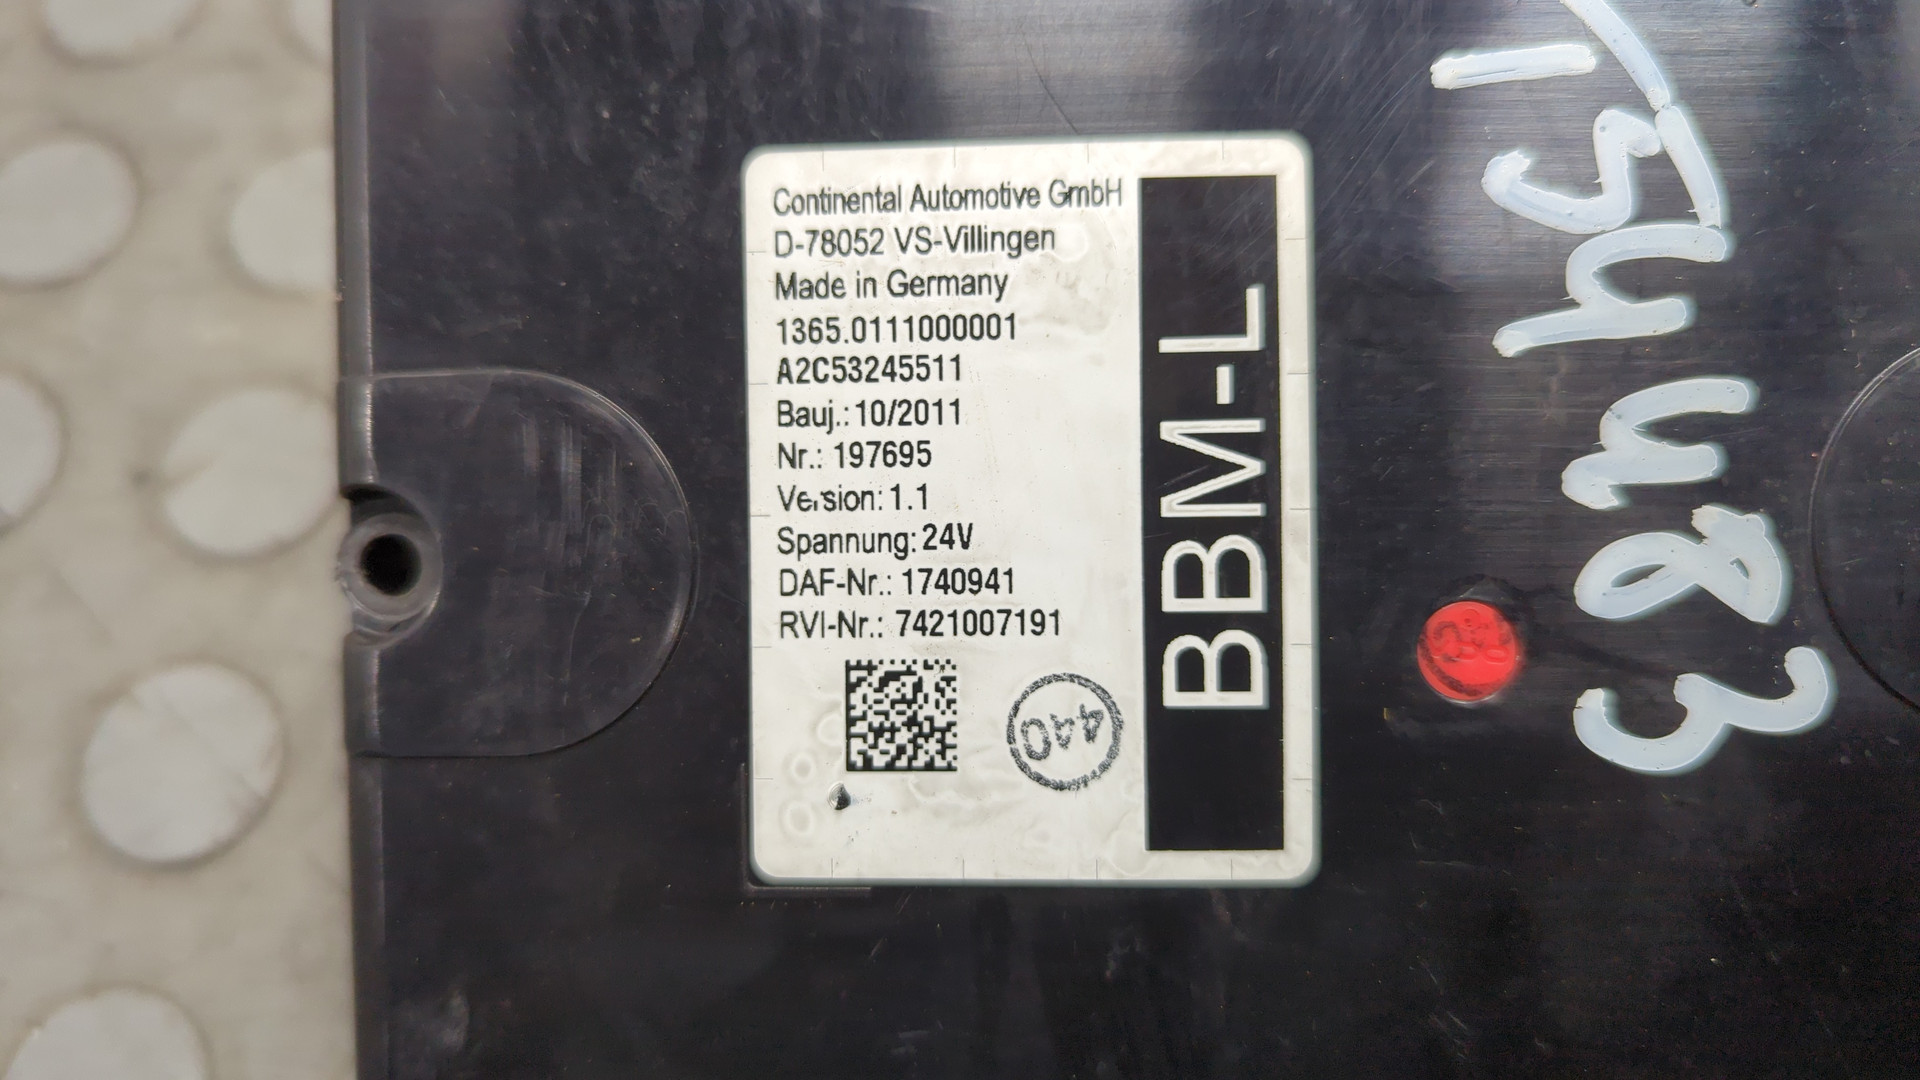 Continental Automotive GmbH
D-78052 VS-Villingen
Made in Germany
1365.0111000001
A2C53245511
Bauj.: 10/2011
Nr.: 197695
Version: 1.1
Spannung: 24V
DAF-Nr.: 1740941
RVI-Nr.: 7421007191
440
BBM-L